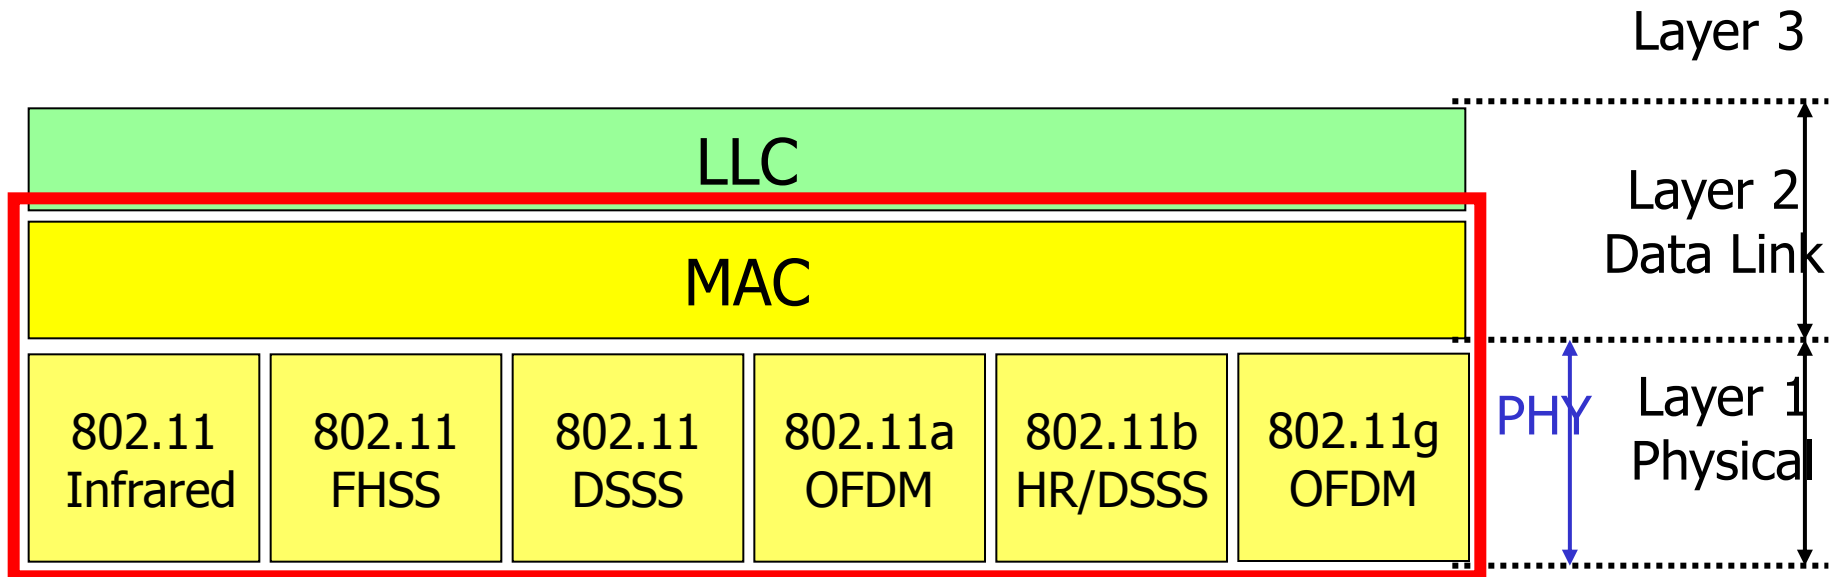 Layer 3
LLC
Layer 2
Data Link
MAC
802.11
Infrared
802.11
FHSS
802.11
DSSS
802.11a
OFDM
802.11b
HR/DSSS
802.11g
OFDM
PHY
Layer 1
Physical